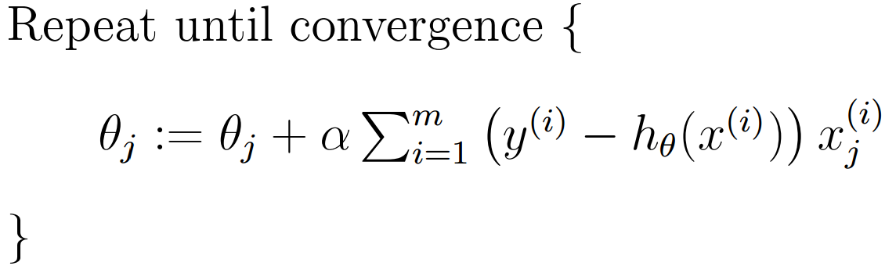 Repeat until convergence {
θ_j := θ_j + α ∑_{i=1}^{m} (y^{(i)} − h_θ(x^{(i)})) x_j^{(i)}
}